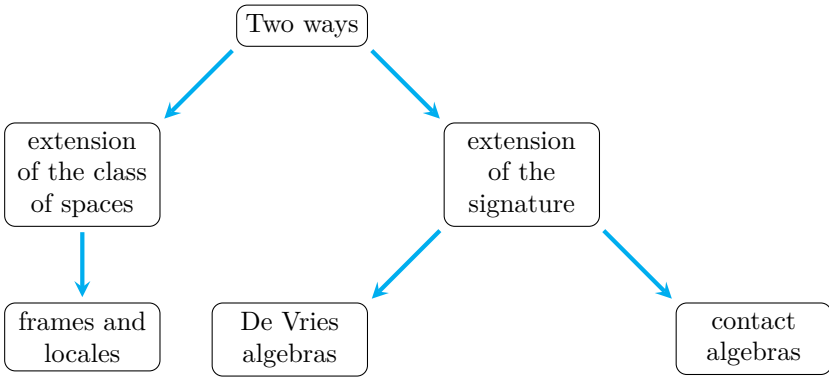 Two ways
extension
of the class
of spaces
extension
of the
signature
frames and
locales
De Vries
algebras
contact
algebras